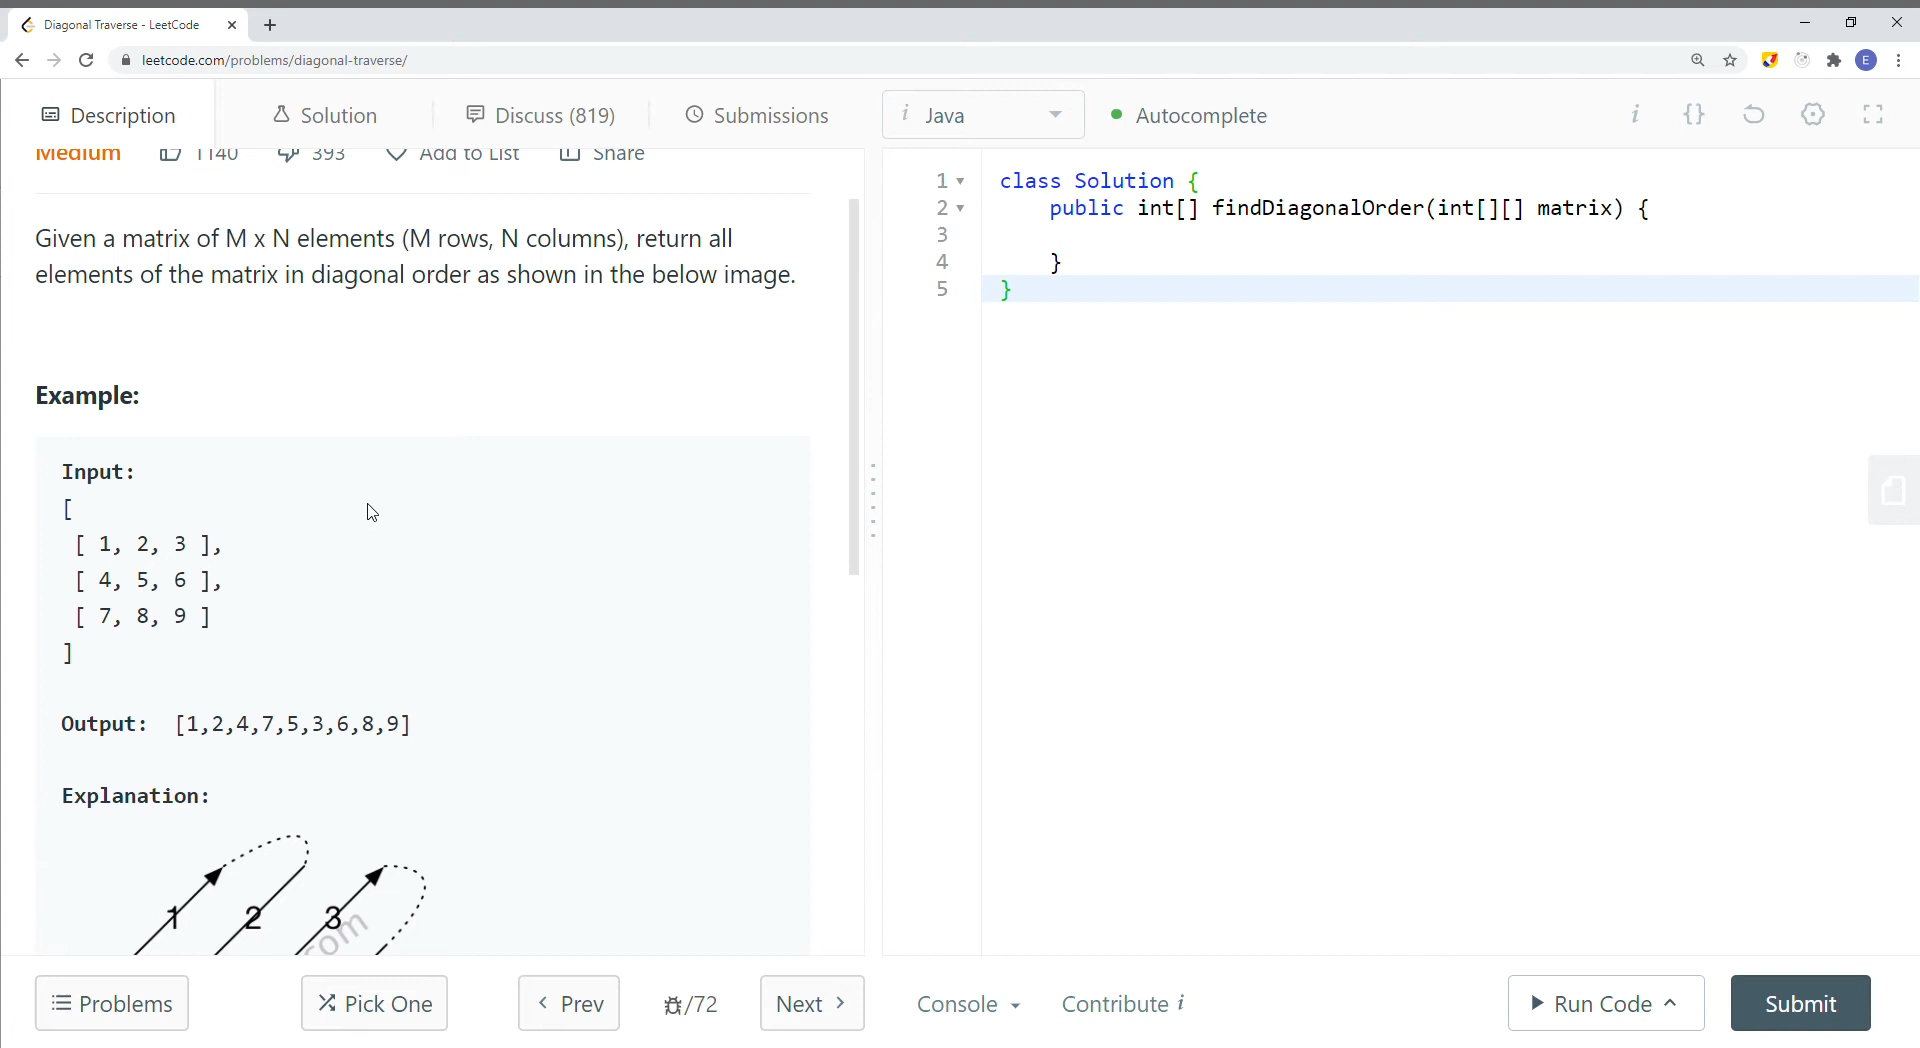 Diagonal Traverse - LeetCode
leetcode.com/problems/diagonal-traverse/
E
Description
Solution
Discuss (819)
Submissions
Medium
1140
393
Add to List
Share
Given a matrix of M x N elements (M rows, N columns), return all
elements of the matrix in diagonal order as shown in the below image.
Example:
Input:
[
[ 1, 2, 3 ],
[ 4, 5, 6 ],
[ 7, 8, 9 ]
]
Output: [1,2,4,7,5,3,6,8,9]
Explanation:
1 2 3
com
i Java
Autocomplete
i {}
1 class Solution {
2 public int[] findDiagonalOrder(int[][] matrix) {
3
4 }
5 }
Problems
Pick One
Prev
/72
Next
Console
Contribute i
Run Code
Submit